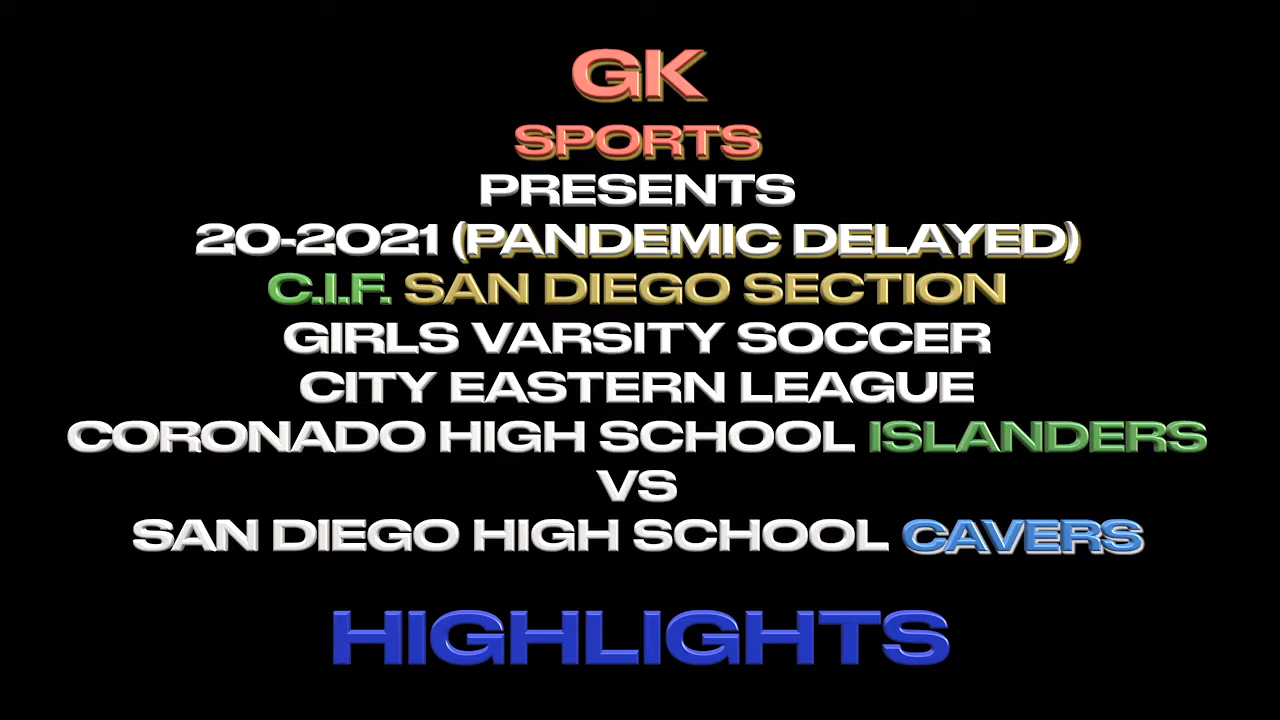 GK
SPORTS
PRESENTS
20-2021 (PANDEMIC DELAYED)
C.I.F. SAN DIEGO SECTION
GIRLS VARSITY SOCCER
CITY EASTERN LEAGUE
CORONADO HIGH SCHOOL ISLANDERS
VS
SAN DIEGO HIGH SCHOOL CAVERS
HIGHLIGHTS